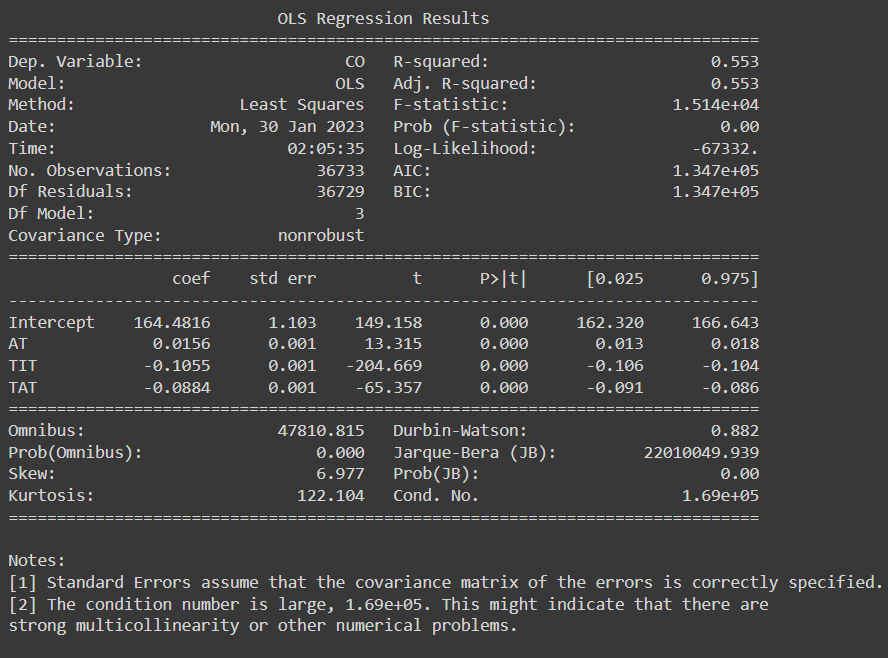 OLS Regression Results
==============================================================================
Dep. Variable:                     CO   R-squared:                       0.553
Model:                            OLS   Adj. R-squared:                  0.553
Method:                 Least Squares   F-statistic:                 1.514e+04
Date:                Mon, 30 Jan 2023   Prob (F-statistic):               0.00
Time:                        02:05:35   Log-Likelihood:                -67332.
No. Observations:               36733   AIC:                         1.347e+05
Df Residuals:                   36729   BIC:                         1.347e+05
Df Model:                           3
Covariance Type:            nonrobust
==============================================================================
                 coef    std err          t      P>|t|      [0.025      0.975]
------------------------------------------------------------------------------
Intercept    164.4816      1.103    149.158      0.000     162.320     166.643
AT             0.0156      0.001     13.315      0.000       0.013       0.018
TIT           -0.1055      0.001   -204.669      0.000      -0.106      -0.104
TAT           -0.0884      0.001    -65.357      0.000      -0.091      -0.086
==============================================================================
Omnibus:                    47810.815   Durbin-Watson:                   0.882
Prob(Omnibus):                  0.000   Jarque-Bera (JB):         22010049.939
Skew:                           6.977   Prob(JB):                         0.00
Kurtosis:                     122.104   Cond. No.                     1.69e+05
==============================================================================

Notes:
[1] Standard Errors assume that the covariance matrix of the errors is correctly specified.
[2] The condition number is large, 1.69e+05. This might indicate that there are
strong multicollinearity or other numerical problems.